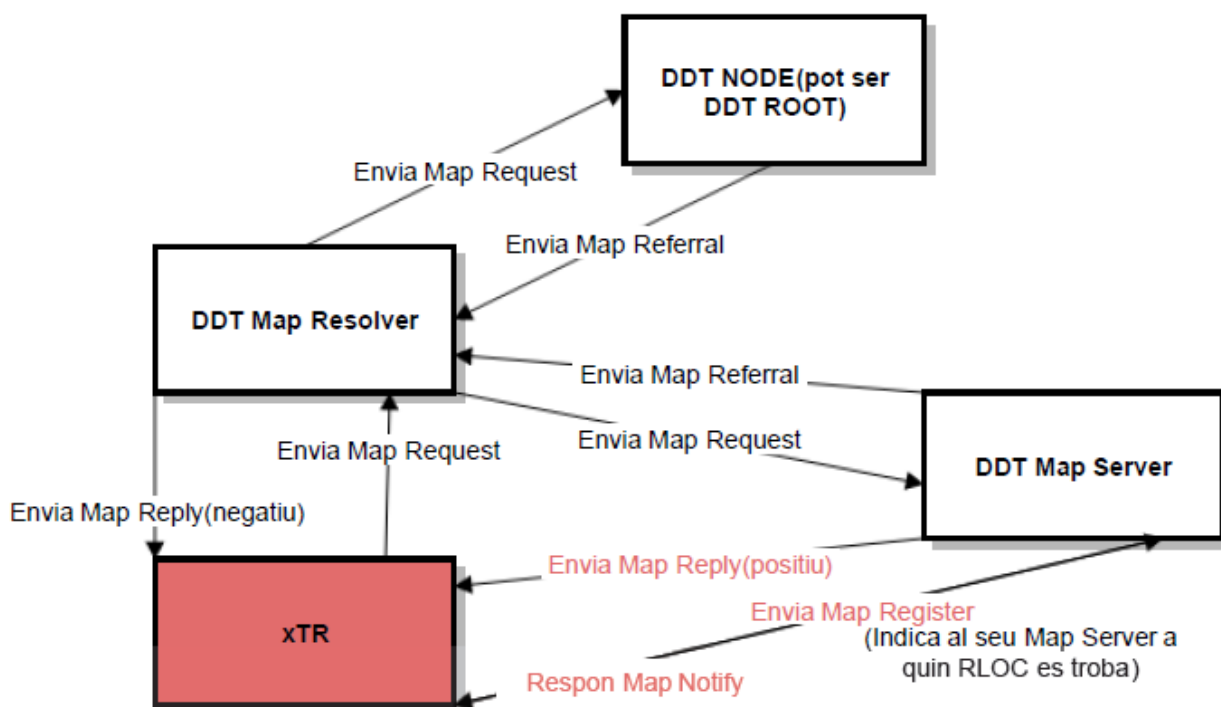 DDT NODE(pot ser
DDT ROOT)
Envia Map Request
Envia Map Referral
DDT Map Resolver
Envia Map Referral
Envia Map Request
Envia Map Request
DDT Map Server
Envia Map Reply(negatiu)
Envia Map Reply(positiu)
xTR
Envia Map Register
(Indica al seu Map Server a
quin RLOC es troba)
Respon Map Notify